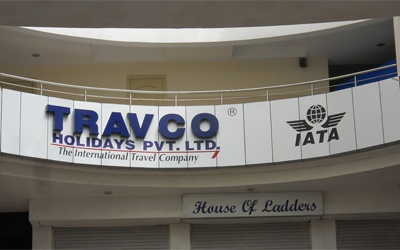 TRAVCO ®
HOLIDAYS PVT. LTD.
The International Travel Company
IATA
House Of Ladders